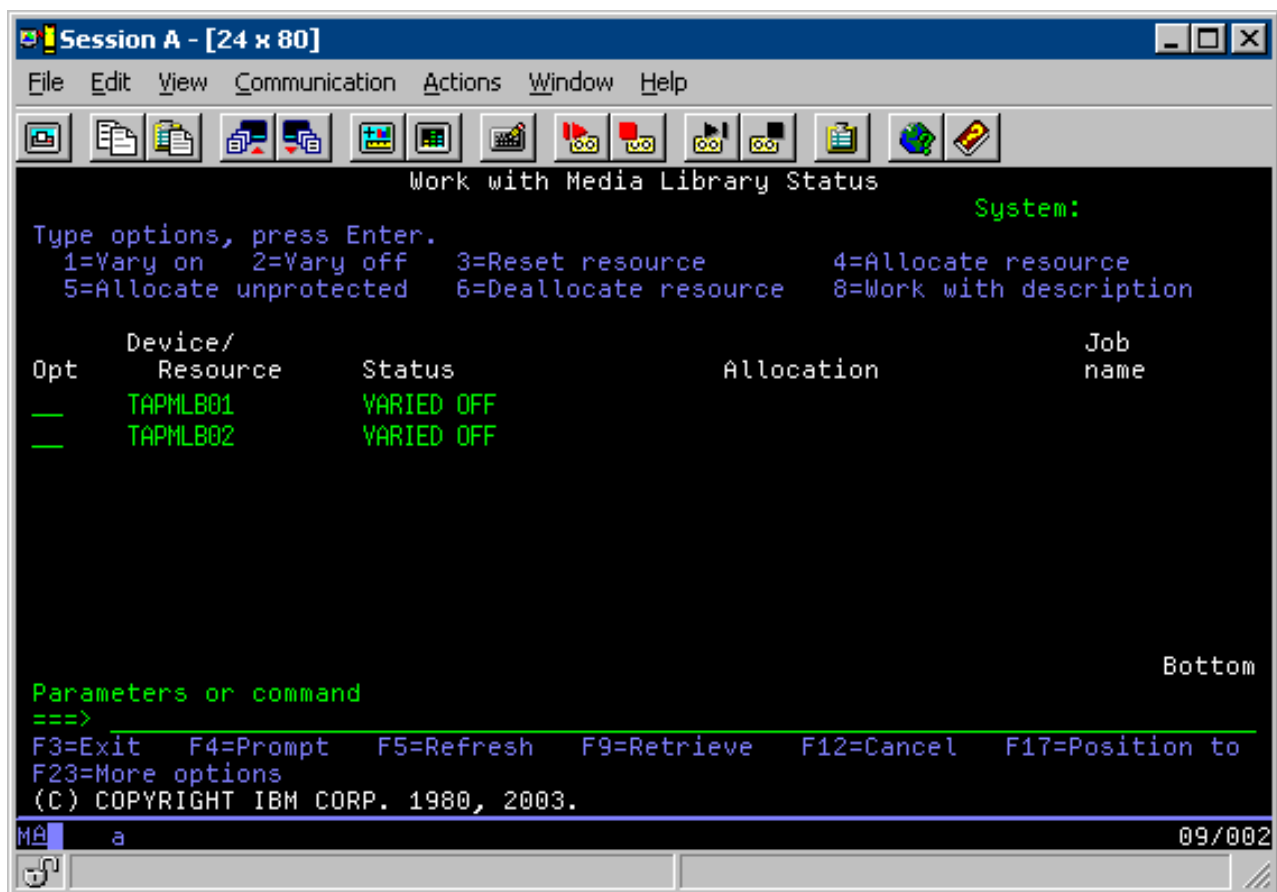 Session A - [24 x 80]
File Edit View Communication Actions Window Help
Work with Media Library Status
System:
Type options, press Enter.
1=Vary on 2=Vary off 3=Reset resource 4=Allocate resource
5=Allocate unprotected 6=Deallocate resource 8=Work with description
Device/ Job
Opt Resource Status Allocation name
__ TAPMLB01 VARIED OFF
__ TAPMLB02 VARIED OFF
Bottom
Parameters or command
===>
F3=Exit F4=Prompt F5=Refresh F9=Retrieve F12=Cancel F17=Position to
F23=More options
(C) COPYRIGHT IBM CORP. 1980, 2003.
MA a 09/002